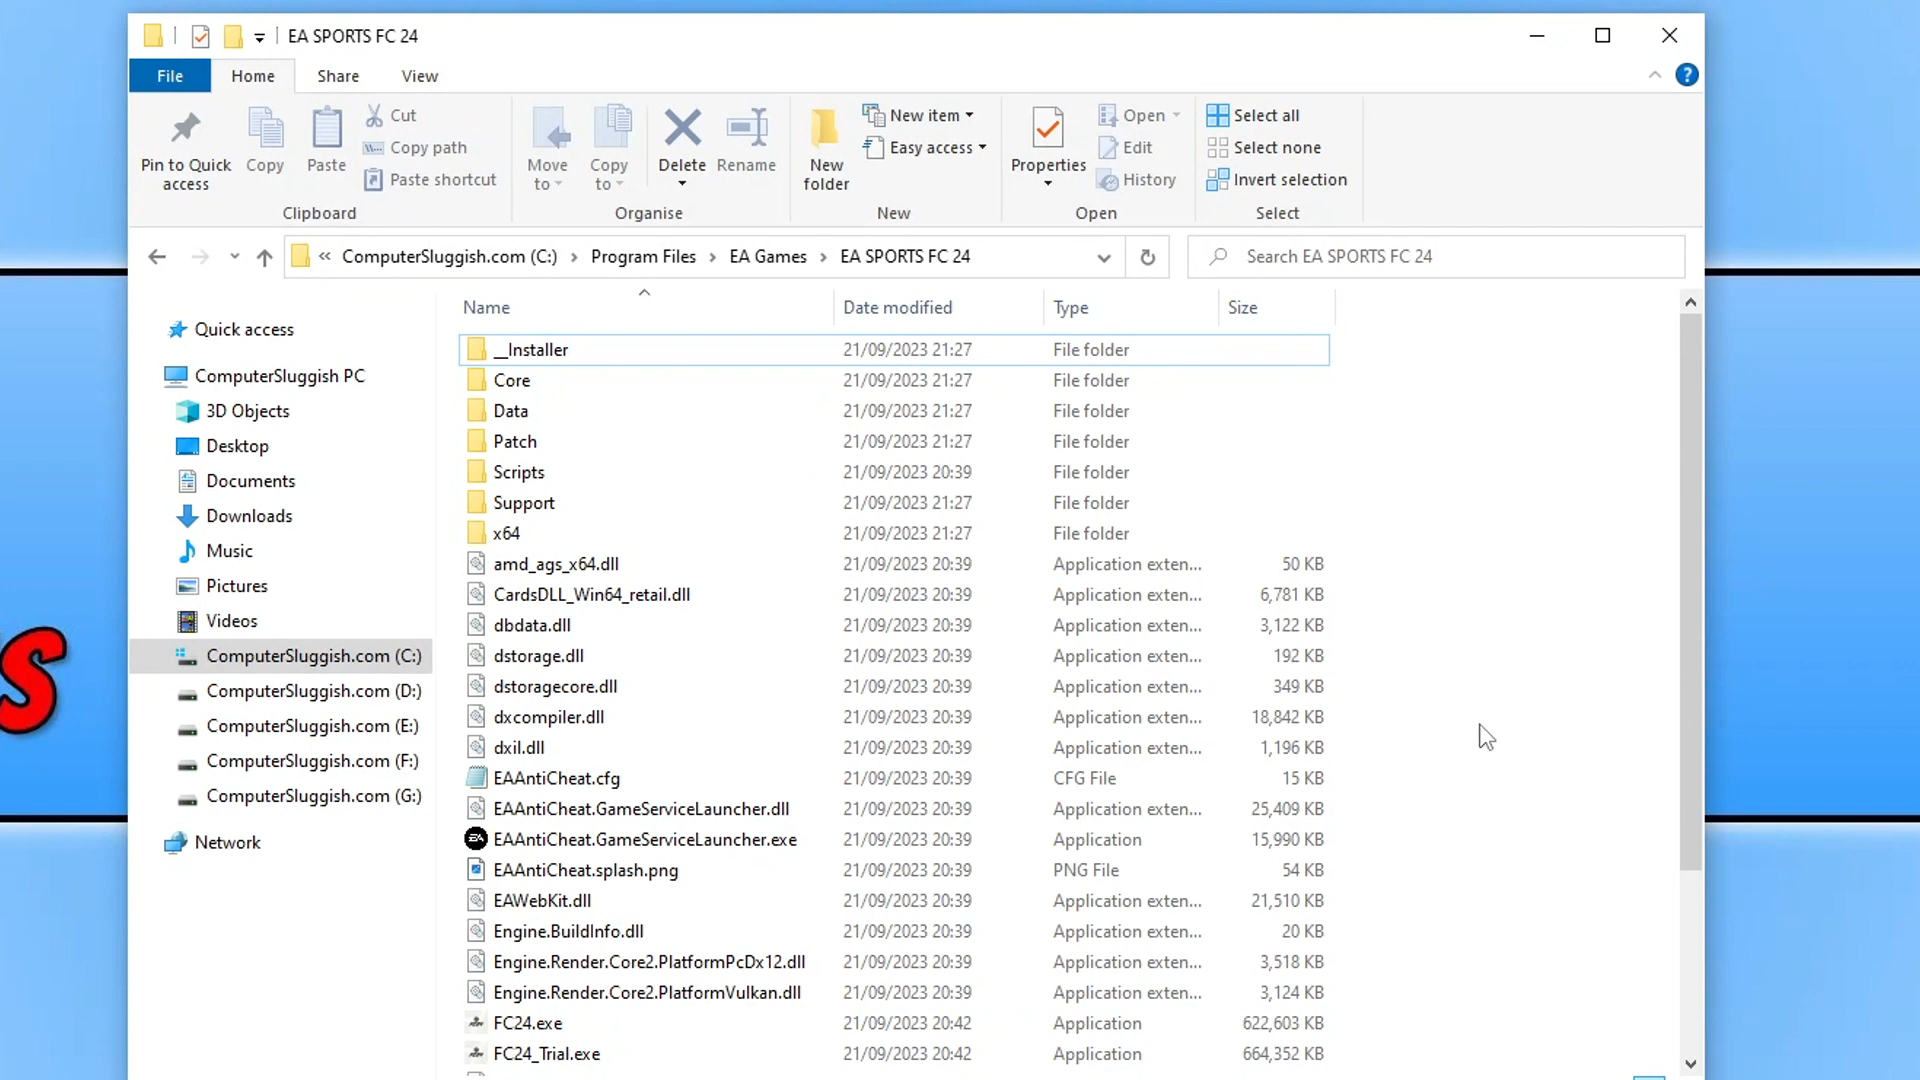 EA SPORTS FC 24
File Home Share View
Pin to Quick access
Copy
Paste
Cut
Copy path
Paste shortcut
Clipboard
Move to
Copy to
Delete
Rename
Organise
New folder
New item
Easy access
New
Properties
Open
Edit
History
Open
Select all
Select none
Invert selection
Select
« ComputerSluggish.com (C:) › Program Files › EA Games › EA SPORTS FC 24
Search EA SPORTS FC 24
Quick access
ComputerSluggish PC
3D Objects
Desktop
Documents
Downloads
Music
Pictures
Videos
ComputerSluggish.com (C:)
ComputerSluggish.com (D:)
ComputerSluggish.com (E:)
ComputerSluggish.com (F:)
ComputerSluggish.com (G:)
Network
Name Date modified Type Size
__Installer 21/09/2023 21:27 File folder
Core 21/09/2023 21:27 File folder
Data 21/09/2023 21:27 File folder
Patch 21/09/2023 21:27 File folder
Scripts 21/09/2023 20:39 File folder
Support 21/09/2023 21:27 File folder
x64 21/09/2023 21:27 File folder
amd_ags_x64.dll 21/09/2023 20:39 Application exten... 50 KB
CardsDLL_Win64_retail.dll 21/09/2023 20:39 Application exten... 6,781 KB
dbdata.dll 21/09/2023 20:39 Application exten... 3,122 KB
dstorage.dll 21/09/2023 20:39 Application exten... 192 KB
dstoragecore.dll 21/09/2023 20:39 Application exten... 349 KB
dxcompiler.dll 21/09/2023 20:39 Application exten... 18,842 KB
dxil.dll 21/09/2023 20:39 Application exten... 1,196 KB
EAAntiCheat.cfg 21/09/2023 20:39 CFG File 15 KB
EAAntiCheat.GameServiceLauncher.dll 21/09/2023 20:39 Application exten... 25,409 KB
EAAntiCheat.GameServiceLauncher.exe 21/09/2023 20:39 Application 15,990 KB
EAAntiCheat.splash.png 21/09/2023 20:39 PNG File 54 KB
EAWebKit.dll 21/09/2023 20:39 Application exten... 21,510 KB
Engine.BuildInfo.dll 21/09/2023 20:39 Application exten... 20 KB
Engine.Render.Core2.PlatformPcDx12.dll 21/09/2023 20:39 Application exten... 3,518 KB
Engine.Render.Core2.PlatformVulkan.dll 21/09/2023 20:39 Application exten... 3,124 KB
FC24.exe 21/09/2023 20:42 Application 622,603 KB
FC24_Trial.exe 21/09/2023 20:42 Application 664,352 KB
s